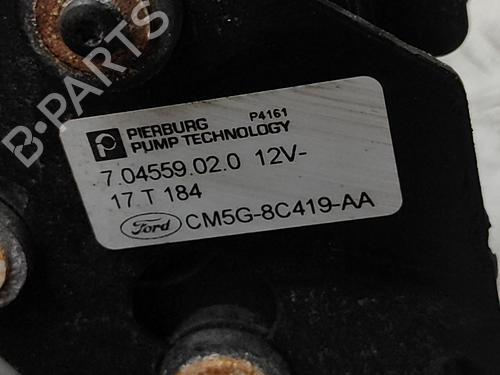 B-PARTS
PIERBURG P4161
PUMP TECHNOLOGY
7.04559.02.0 12V-
17 T 184
Ford CM5G-8C419-AA